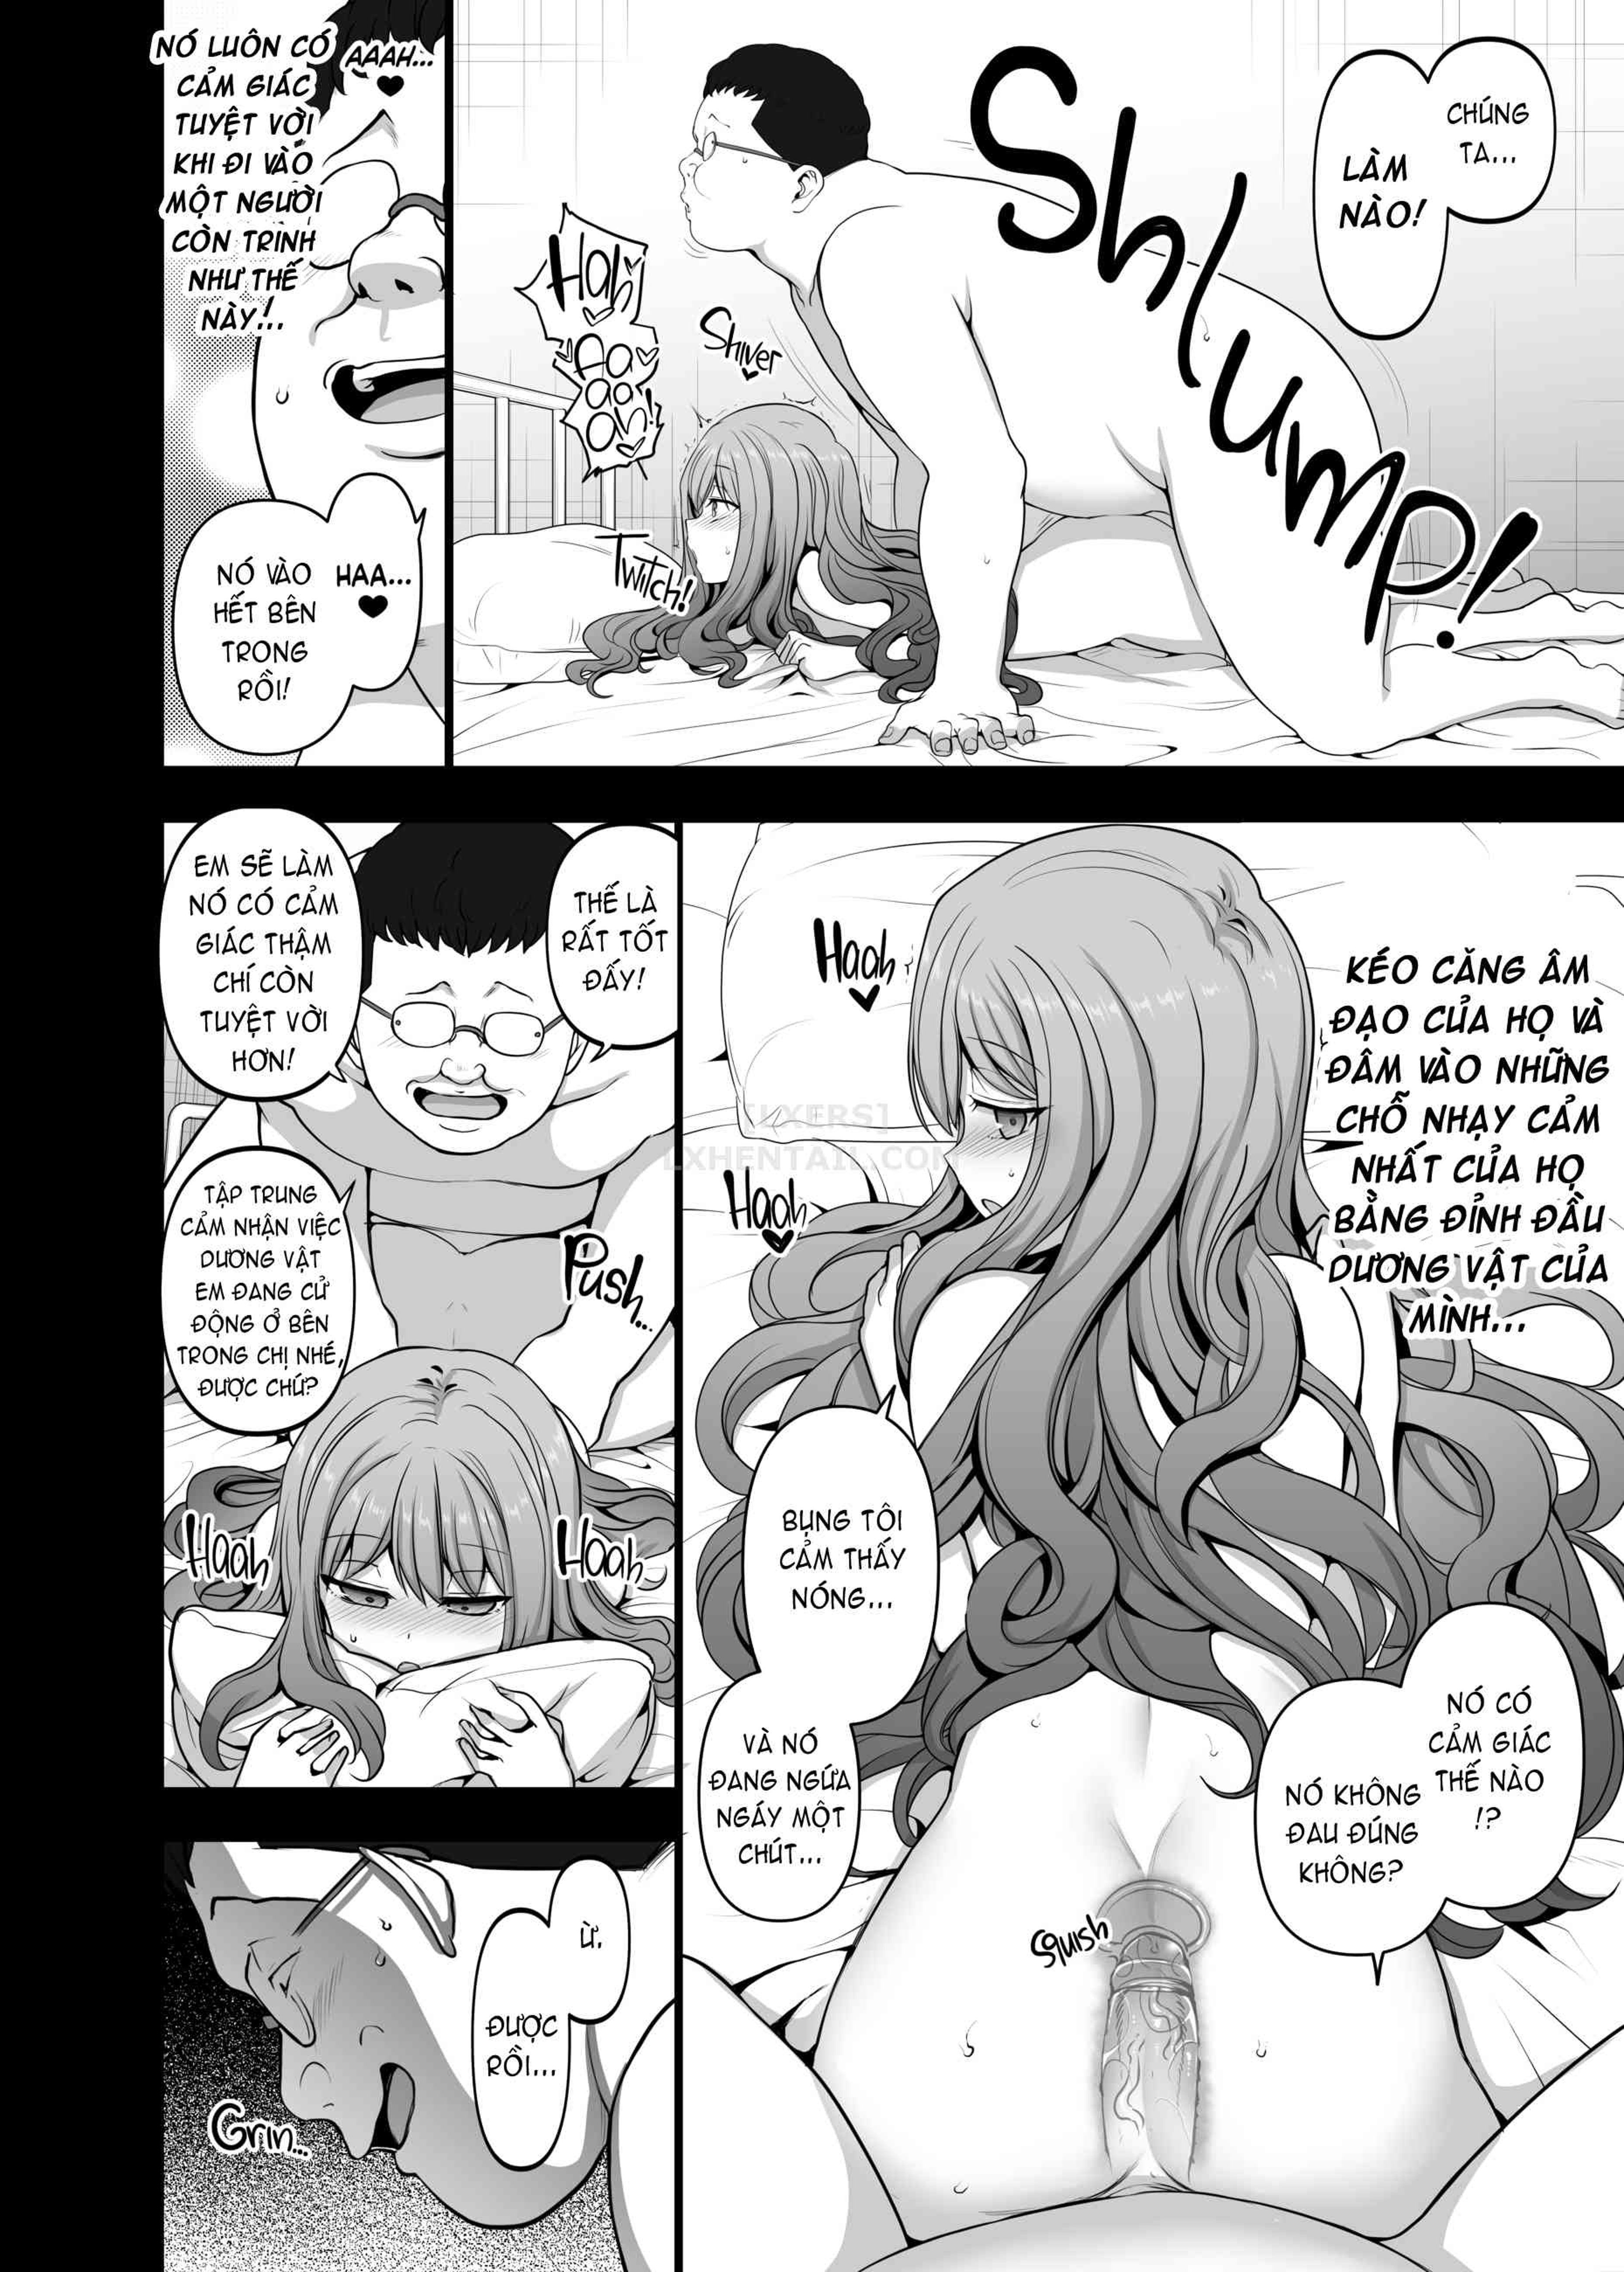 CHÚNG
TA...
LÀM
NÀO!
Shlump!
Hah
Aa
aa
ah!
Shiver
Twitch!
AAAH...
NÓ LUÔN CÓ
CẢM GIÁC
TUYỆT VỜI
KHI ĐI VÀO
MỘT NGƯỜI
CÒN TRINH
NHƯ THẾ
NÀY!...
HAA...
NÓ VÀO
HẾT BÊN
TRONG
RỒI!
KÉO CĂNG ÂM
ĐẠO CỦA HỌ VÀ
ĐÂM VÀO NHỮNG
CHỖ NHẠY CẢM
NHẤT CỦA HỌ
BẰNG ĐỈNH ĐẦU
DƯƠNG VẬT CỦA
MÌNH...
Haah
Haah
[LXERS]
LXHENTAI.COM
NÓ CÓ
CẢM GIÁC
THẾ NÀO
!?
NÓ KHÔNG
ĐAU ĐÚNG
KHÔNG?
BỤNG TÔI
CẢM THẤY
NÓNG...
VÀ NÓ
ĐANG NGỨA
NGÁY MỘT
CHÚT...
Squish
THẾ LÀ
RẤT TỐT
ĐẤY!
EM SẼ LÀM
NÓ CÓ CẢM
GIÁC THẬM
CHÍ CÒN
TUYỆT VỜI
HƠN!
TẬP TRUNG
CẢM NHẬN VIỆC
DƯƠNG VẬT
EM ĐANG CỬ
ĐỘNG Ở BÊN
TRONG CHỊ NHÉ,
ĐƯỢC CHỨ?
Push...
Haah
Haah
Ừ.
ĐƯỢC
RỒI...
Grin...